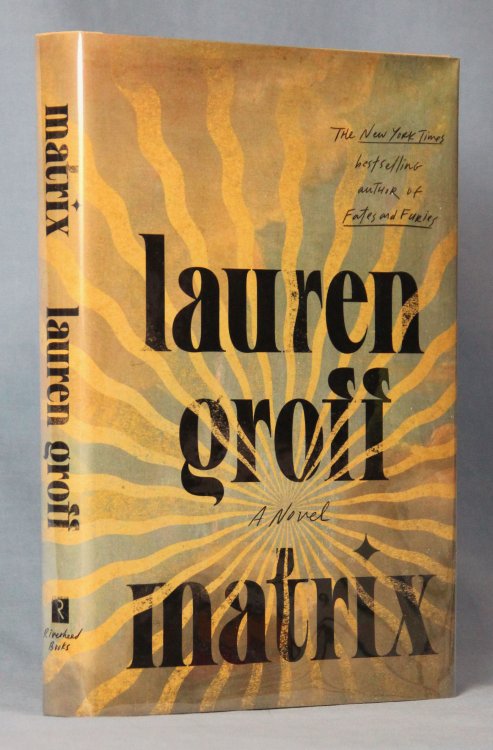 matrix
lauren groff
R
Riverhead
Books
THE New York Times
bestselling
AUTHOR OF
Fates and Furies
lauren
groff
A Novel
matrix